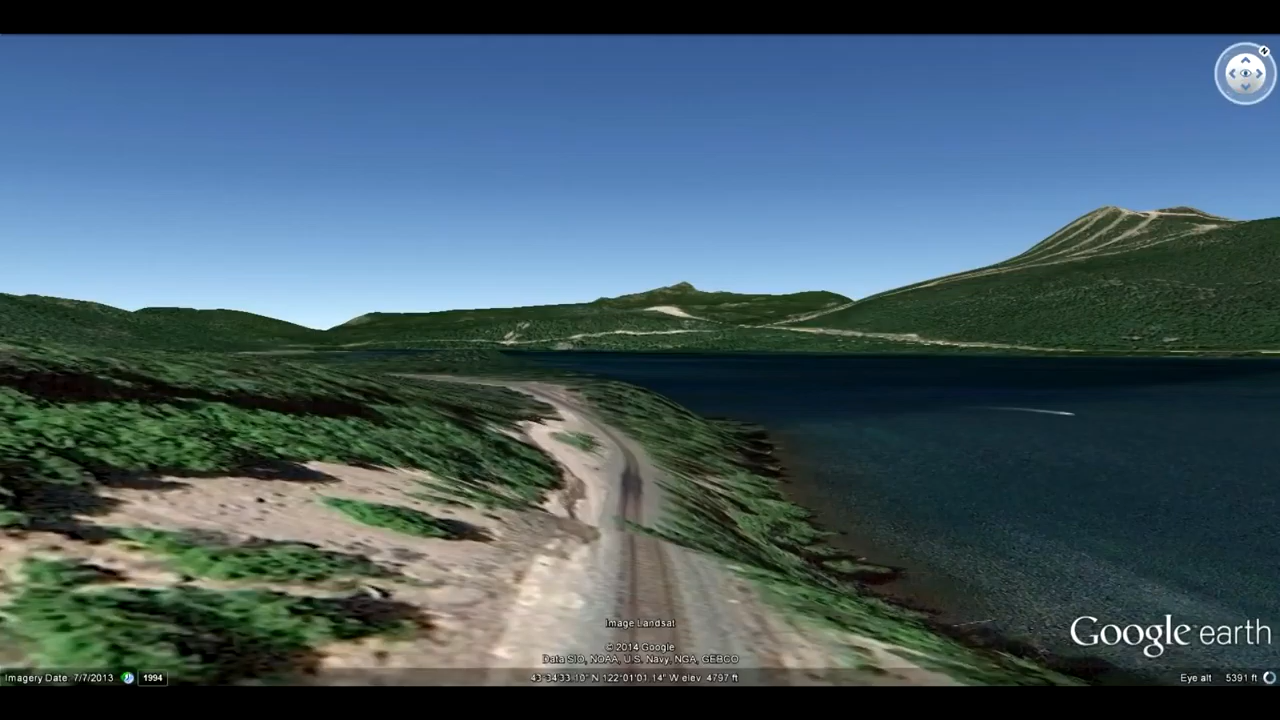 N
Image Landsat
© 2014 Google
Data SIO, NOAA, U.S. Navy, NGA, GEBCO
Google earth
Imagery Date: 7/7/2013 1994 43°34'33.10" N 122°01'01.14" W elev 4797 ft Eye alt 5391 ft